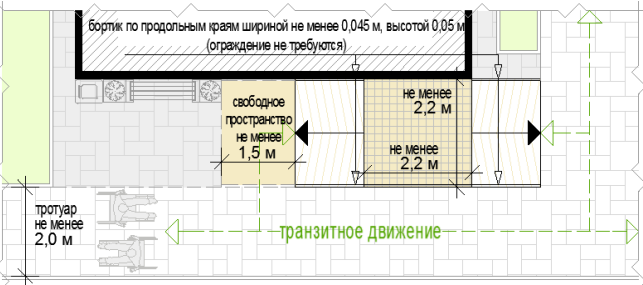 бортик по продольным краям шириной не менее 0,045 м, высотой 0,05 м
(ограждение не требуются)
свободное
пространство
не менее
1,5 м
не менее
2,2 м
не менее
2,2 м
тротуар
не менее
2,0 м
транзитное движение